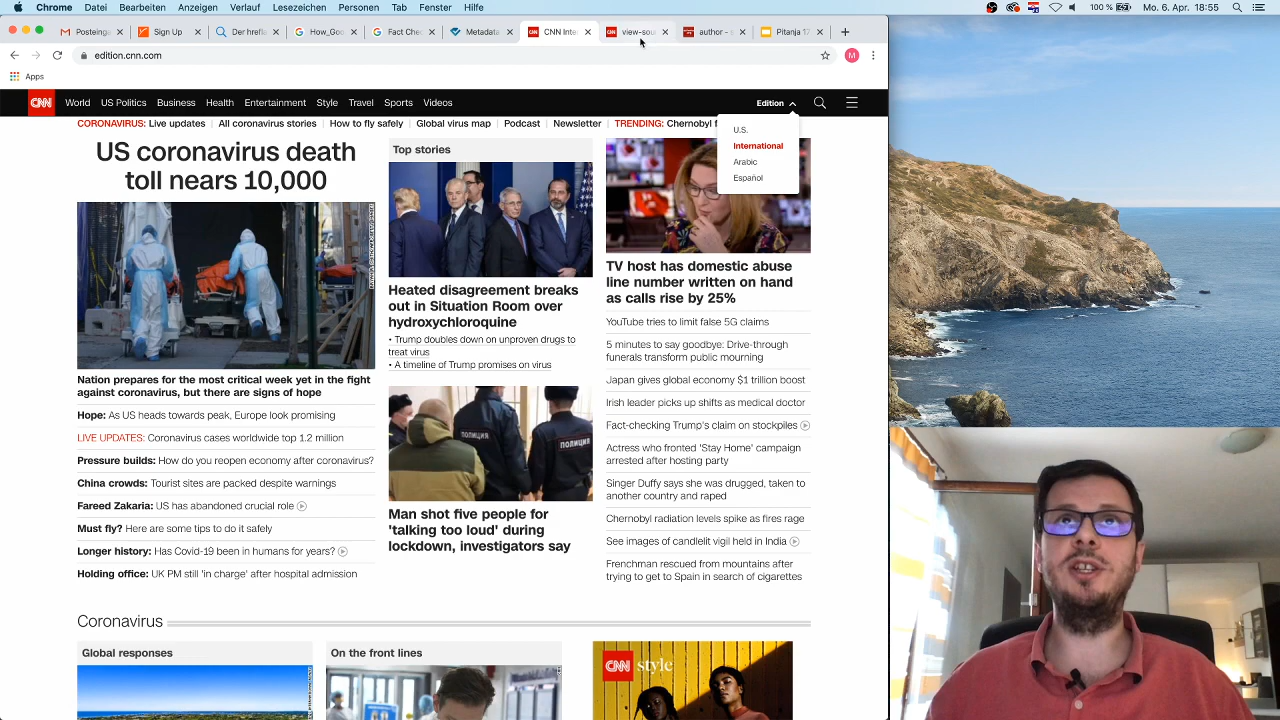 Chrome Bearbeiten Darstellung Anzeigen Verlauf Lesezeichen Personen Tab Fenster Hilfe
100 % Mo. 6. Apr. 18:55
Posteinga
Sign Up
Der hrefla
How_Goo
Fact Che
Metadata
CNN Inte
view-sou
author - w
Pitanja 17
edition.cnn.com
M
Apps
CNN World US Politics Business Health Entertainment Style Travel Sports Videos Edition
CORONAVIRUS: Live updates | All coronavirus stories | How to fly safely | Global virus map | Podcast | Newsletter | TRENDING: Chernobyl f
U.S.
International
Arabic
Español
US coronavirus death
toll nears 10,000
Nation prepares for the most critical week yet in the fight
against coronavirus, but there are signs of hope
Hope: As US heads towards peak, Europe look promising
LIVE UPDATES: Coronavirus cases worldwide top 1.2 million
Pressure builds: How do you reopen economy after coronavirus?
China crowds: Tourist sites are packed despite warnings
Fareed Zakaria: US has abandoned crucial role
Must fly? Here are some tips to do it safely
Longer history: Has Covid-19 been in humans for years?
Holding office: UK PM still 'in charge' after hospital admission
Top stories
Heated disagreement breaks
out in Situation Room over
hydroxychloroquine
• Trump doubles down on unproven drugs to
treat virus
• A timeline of Trump promises on virus
ПОЛИЦИЯ
ПОЛИЦИЯ
Man shot five people for
'talking too loud' during
lockdown, investigators say
TV host has domestic abuse
line number written on hand
as calls rise by 25%
YouTube tries to limit false 5G claims
5 minutes to say goodbye: Drive-through
funerals transform public mourning
Japan gives global economy $1 trillion boost
Irish leader picks up shifts as medical doctor
Fact-checking Trump's claim on stockpiles
Actress who fronted 'Stay Home' campaign
arrested after hosting party
Singer Duffy says she was drugged, taken to
another country and raped
Chernobyl radiation levels spike as fires rage
See images of candlelit vigil held in India
Frenchman rescued from mountains after
trying to get to Spain in search of cigarettes
Coronavirus
Global responses
On the front lines
CNN style